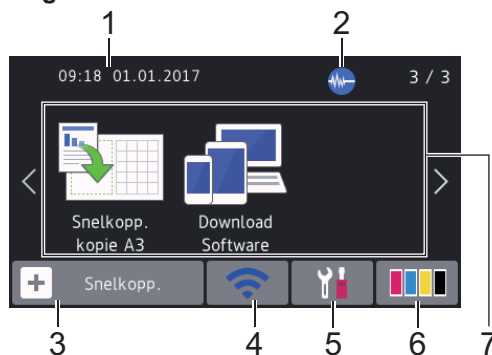 1 2
09:18 01.01.2017 3 / 3
Snelkopp.
kopie A3
Download
Software
Snelkopp.
3 4 5 6 7